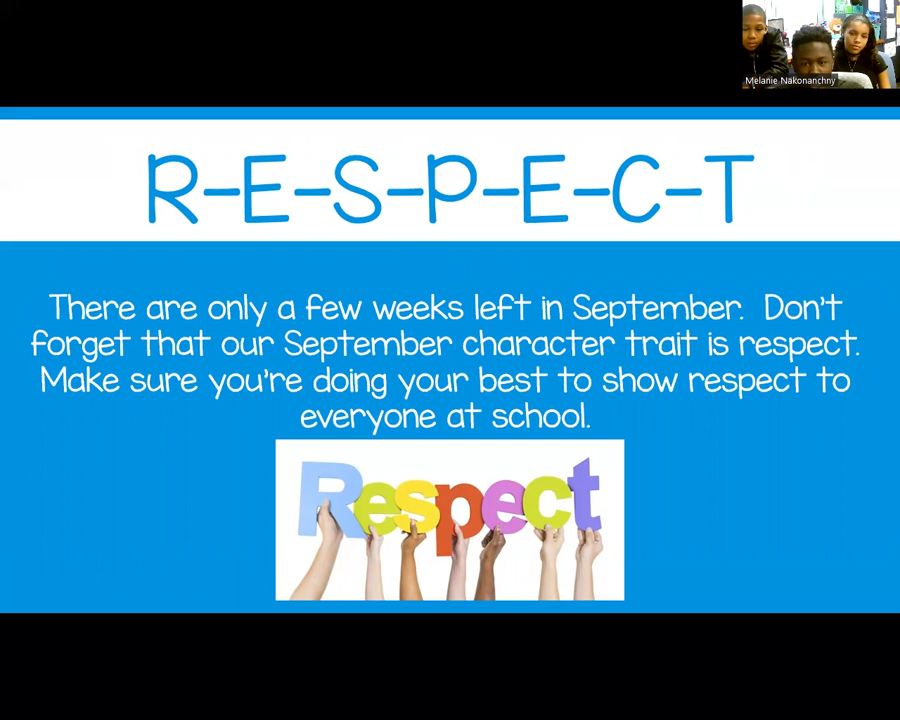 Melanie Nakonanchny
R-E-S-P-E-C-T
There are only a few weeks left in September. Don't
forget that our September character trait is respect.
Make sure you're doing your best to show respect to
everyone at school.
Respect